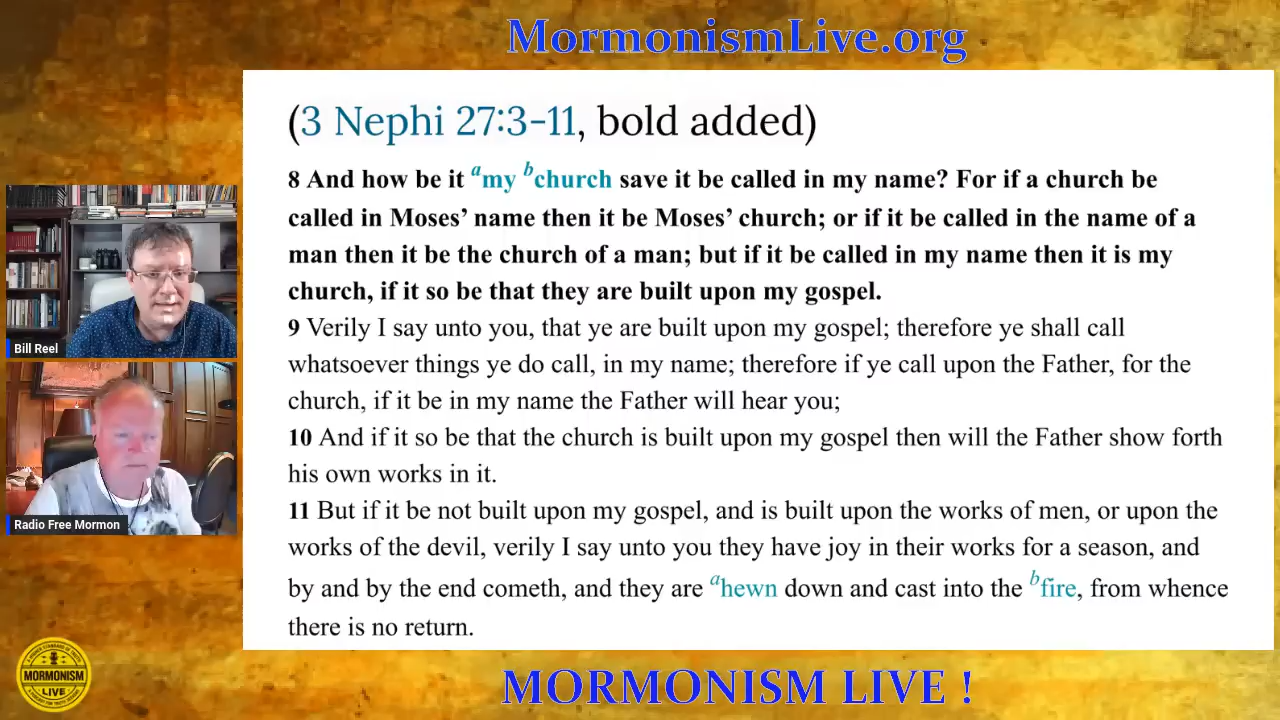 MormonismLive.org
(3 Nephi 27:3-11, bold added)
8 And how be it a my b church save it be called in my name? For if a church be
called in Moses’ name then it be Moses’ church; or if it be called in the name of a
man then it be the church of a man; but if it be called in my name then it is my
church, if it so be that they are built upon my gospel.
9 Verily I say unto you, that ye are built upon my gospel; therefore ye shall call
whatsoever things ye do call, in my name; therefore if ye call upon the Father, for the
church, if it be in my name the Father will hear you;
10 And if it so be that the church is built upon my gospel then will the Father show forth
his own works in it.
11 But if it be not built upon my gospel, and is built upon the works of men, or upon the
works of the devil, verily I say unto you they have joy in their works for a season, and
by and by the end cometh, and they are a hewn down and cast into the b fire, from whence
there is no return.
Bill Reel
Radio Free Mormon
MORMONISM
LIVE
MORMONISM LIVE !